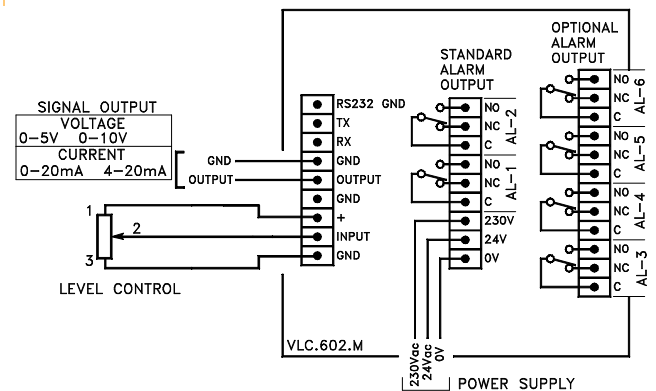 OPTIONAL
ALARM
OUTPUT
STANDARD
ALARM
OUTPUT
SIGNAL OUTPUT
VOLTAGE
0-5V 0-10V
CURRENT
0-20mA 4-20mA
GND
OUTPUT
1
2
3
LEVEL CONTROL
RS232 GND
TX
RX
GND
OUTPUT
GND
+
INPUT
GND
NO
NC
C
AL-2
NO
NC
C
AL-1
230V
24V
0V
NO
NC
C
AL-6
NO
NC
C
AL-5
NO
NC
C
AL-4
NO
NC
C
AL-3
VLC.602.M
230Vac
24Vac
0V
POWER SUPPLY